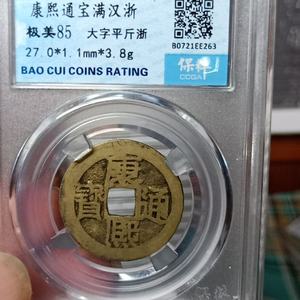 康熙通宝满汉浙
极美85 大字平斤浙
27.0*1.1mm*3.8g
BAO CUI COINS RATING
B0721EE263
保粹
CCGA
康熙通寶